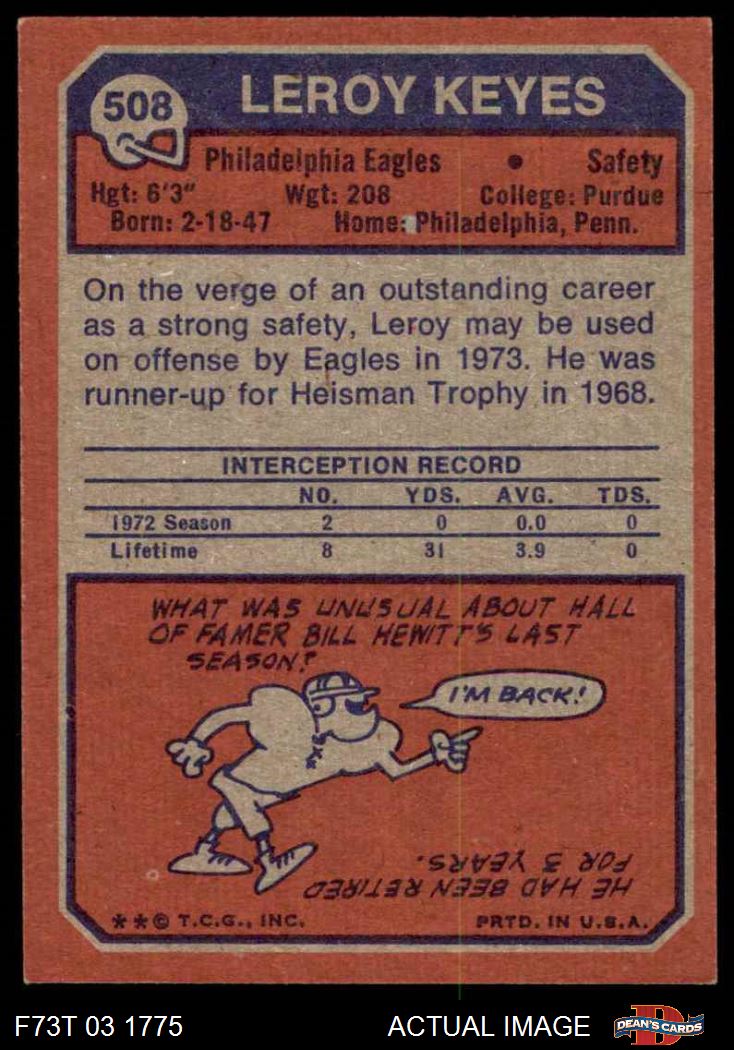 508 LEROY KEYES
Philadelphia Eagles • Safety
Hgt: 6'3" Wgt: 208 College: Purdue
Born: 2-18-47 Home: Philadelphia, Penn.
On the verge of an outstanding career
as a strong safety, Leroy may be used
on offense by Eagles in 1973. He was
runner-up for Heisman Trophy in 1968.
INTERCEPTION RECORD
NO. YDS. AVG. TDS.
1972 Season 2 0 0.0 0
Lifetime 8 31 3.9 0
WHAT WAS UNUSUAL ABOUT HALL
OF FAMER BILL HEWITT'S LAST
SEASON?
I'M BACK!
HE HAD BEEN RETIRED
FOR 3 YEARS.
**© T.C.G., INC. PRTD. IN U.S.A.
F73T 03 1775 ACTUAL IMAGE D DEAN'S CARDS